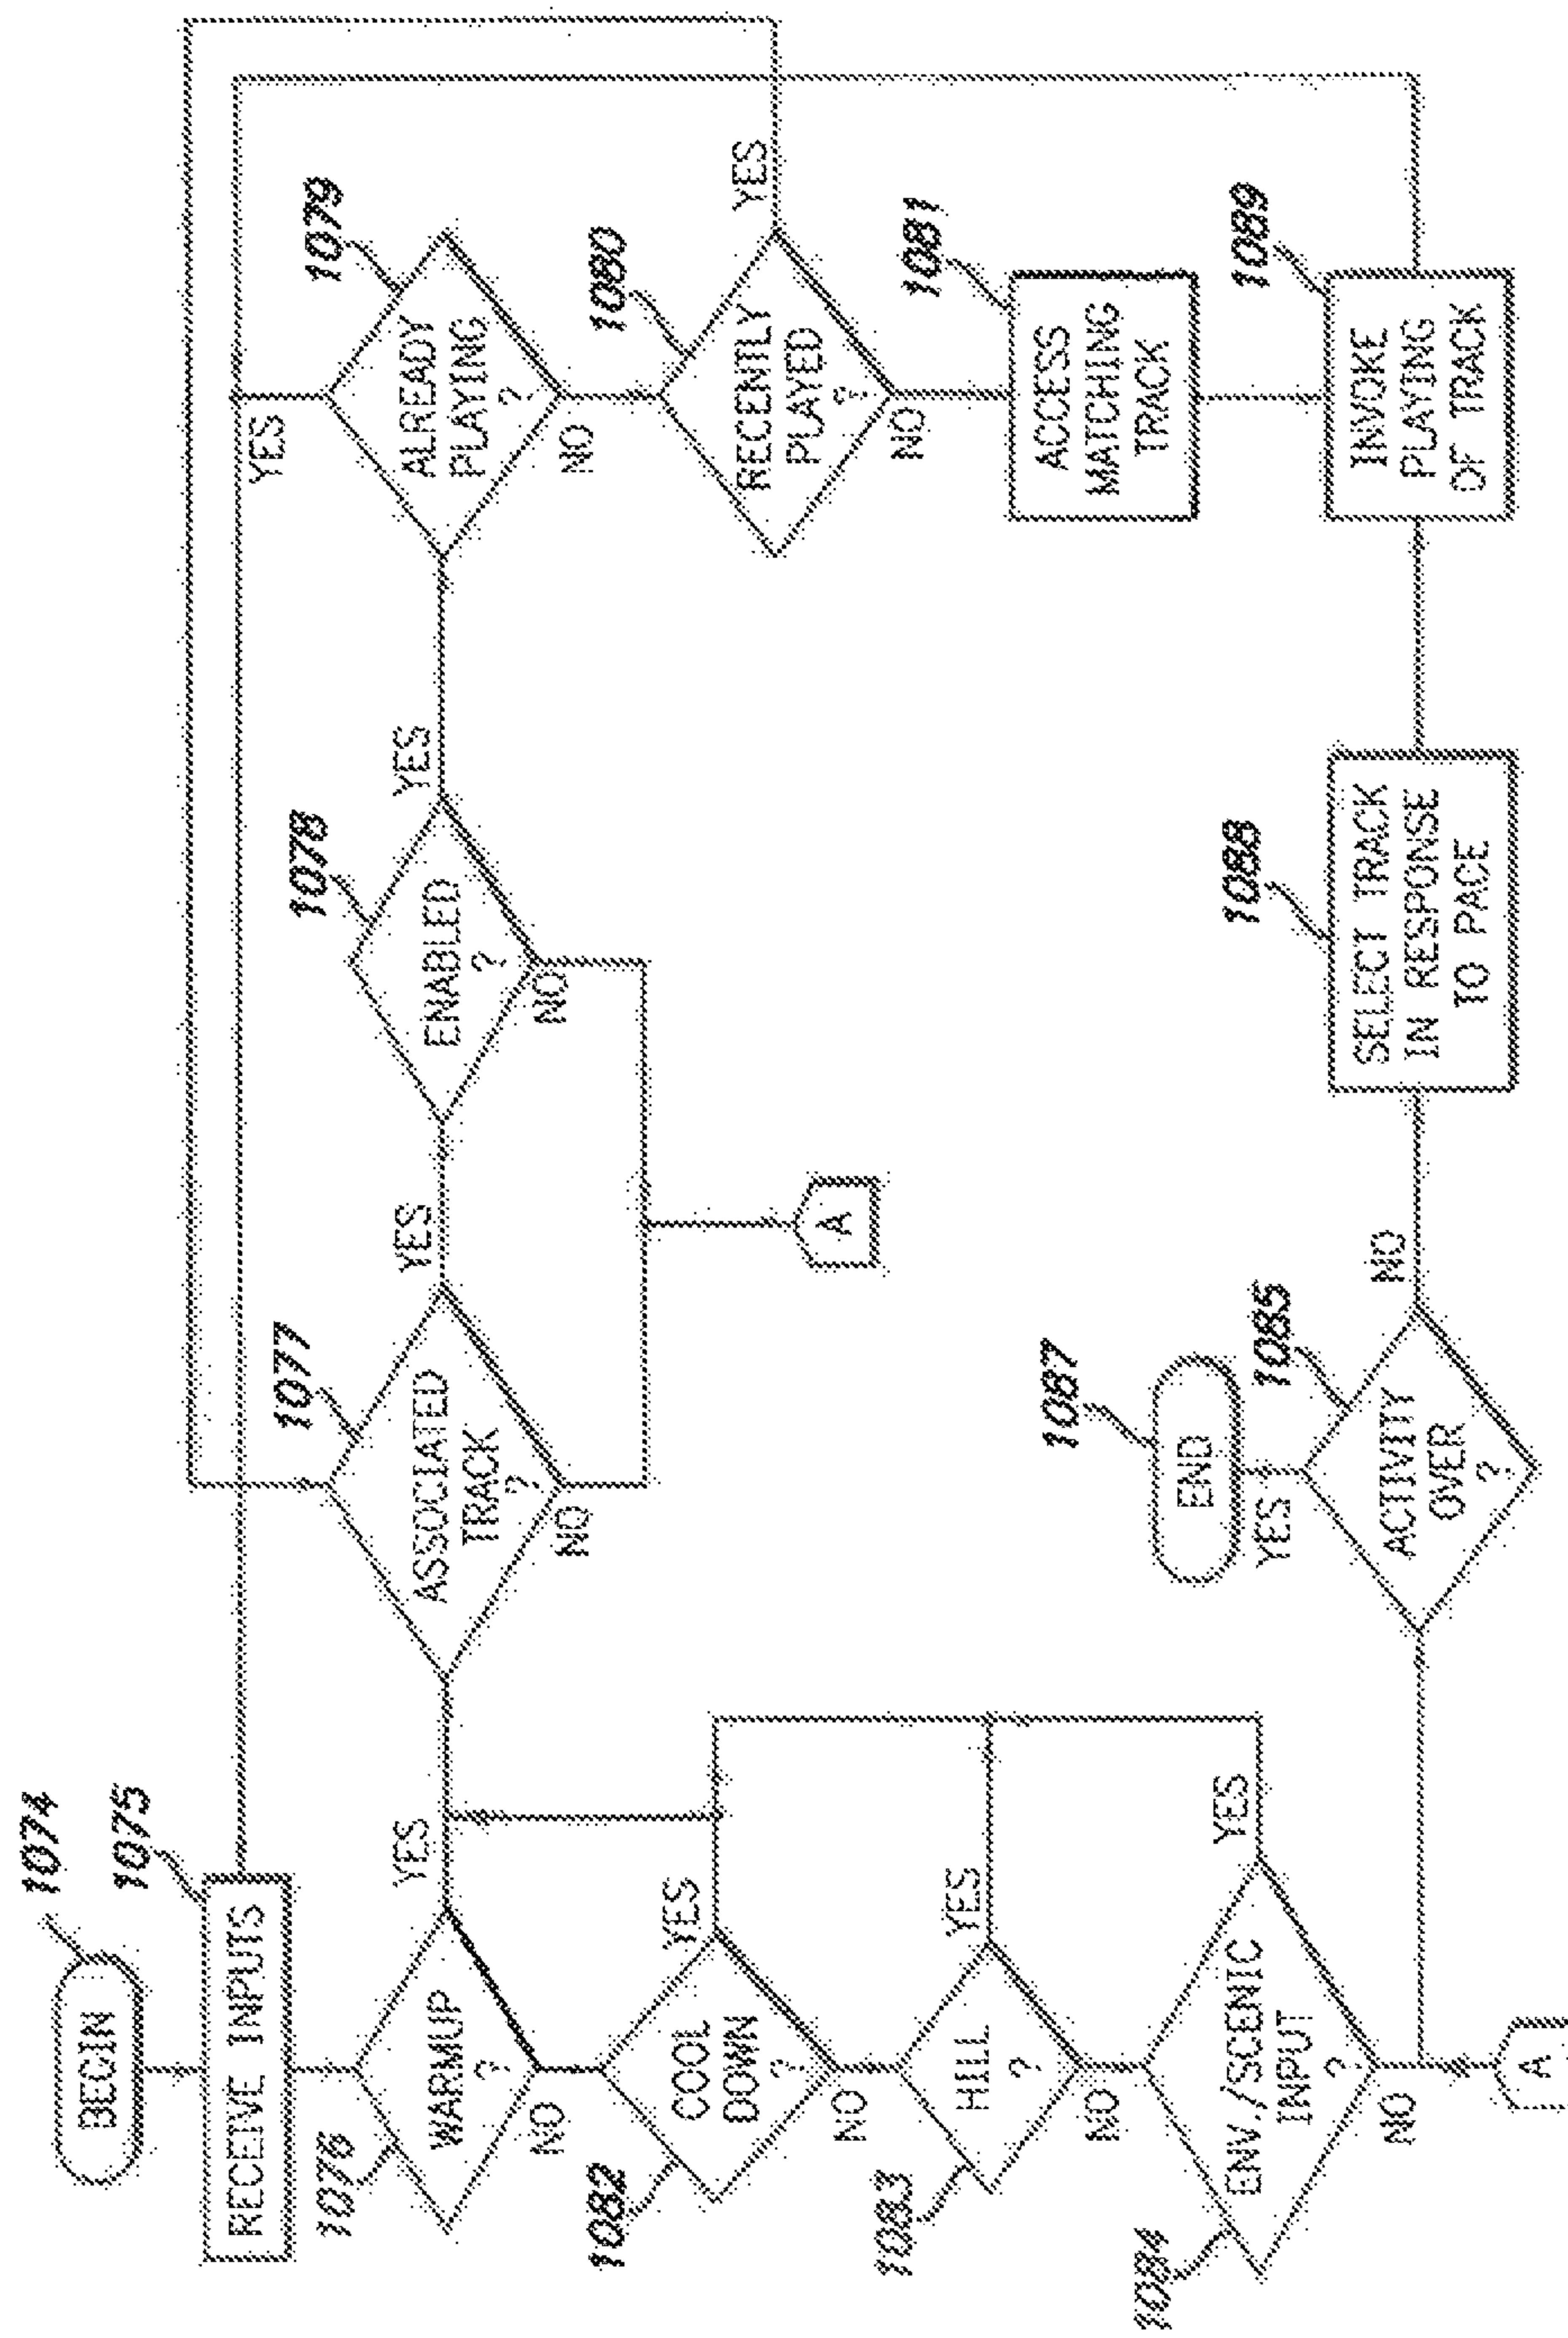 BEGIN
1074
RECEIVE INPUTS
1075
WARMUP
?
1076
YES
NO
ASSOCIATED
TRACK
?
1077
YES
NO
ENABLED
?
1078
YES
NO
ALREADY
PLAYING
?
1079
YES
NO
RECENTLY
PLAYED
?
1080
YES
NO
ACCESS
MATCHING
TRACK
1081
COOL
DOWN
?
1082
YES
NO
HILL
?
1083
YES
NO
ENV./SCENIC
INPUT
?
1084
YES
NO
A
A
END
1087
YES
ACTIVITY
OVER
?
1085
NO
SELECT TRACK
IN RESPONSE
TO PACE
1088
INVOKE
PLAYING
OF TRACK
1089